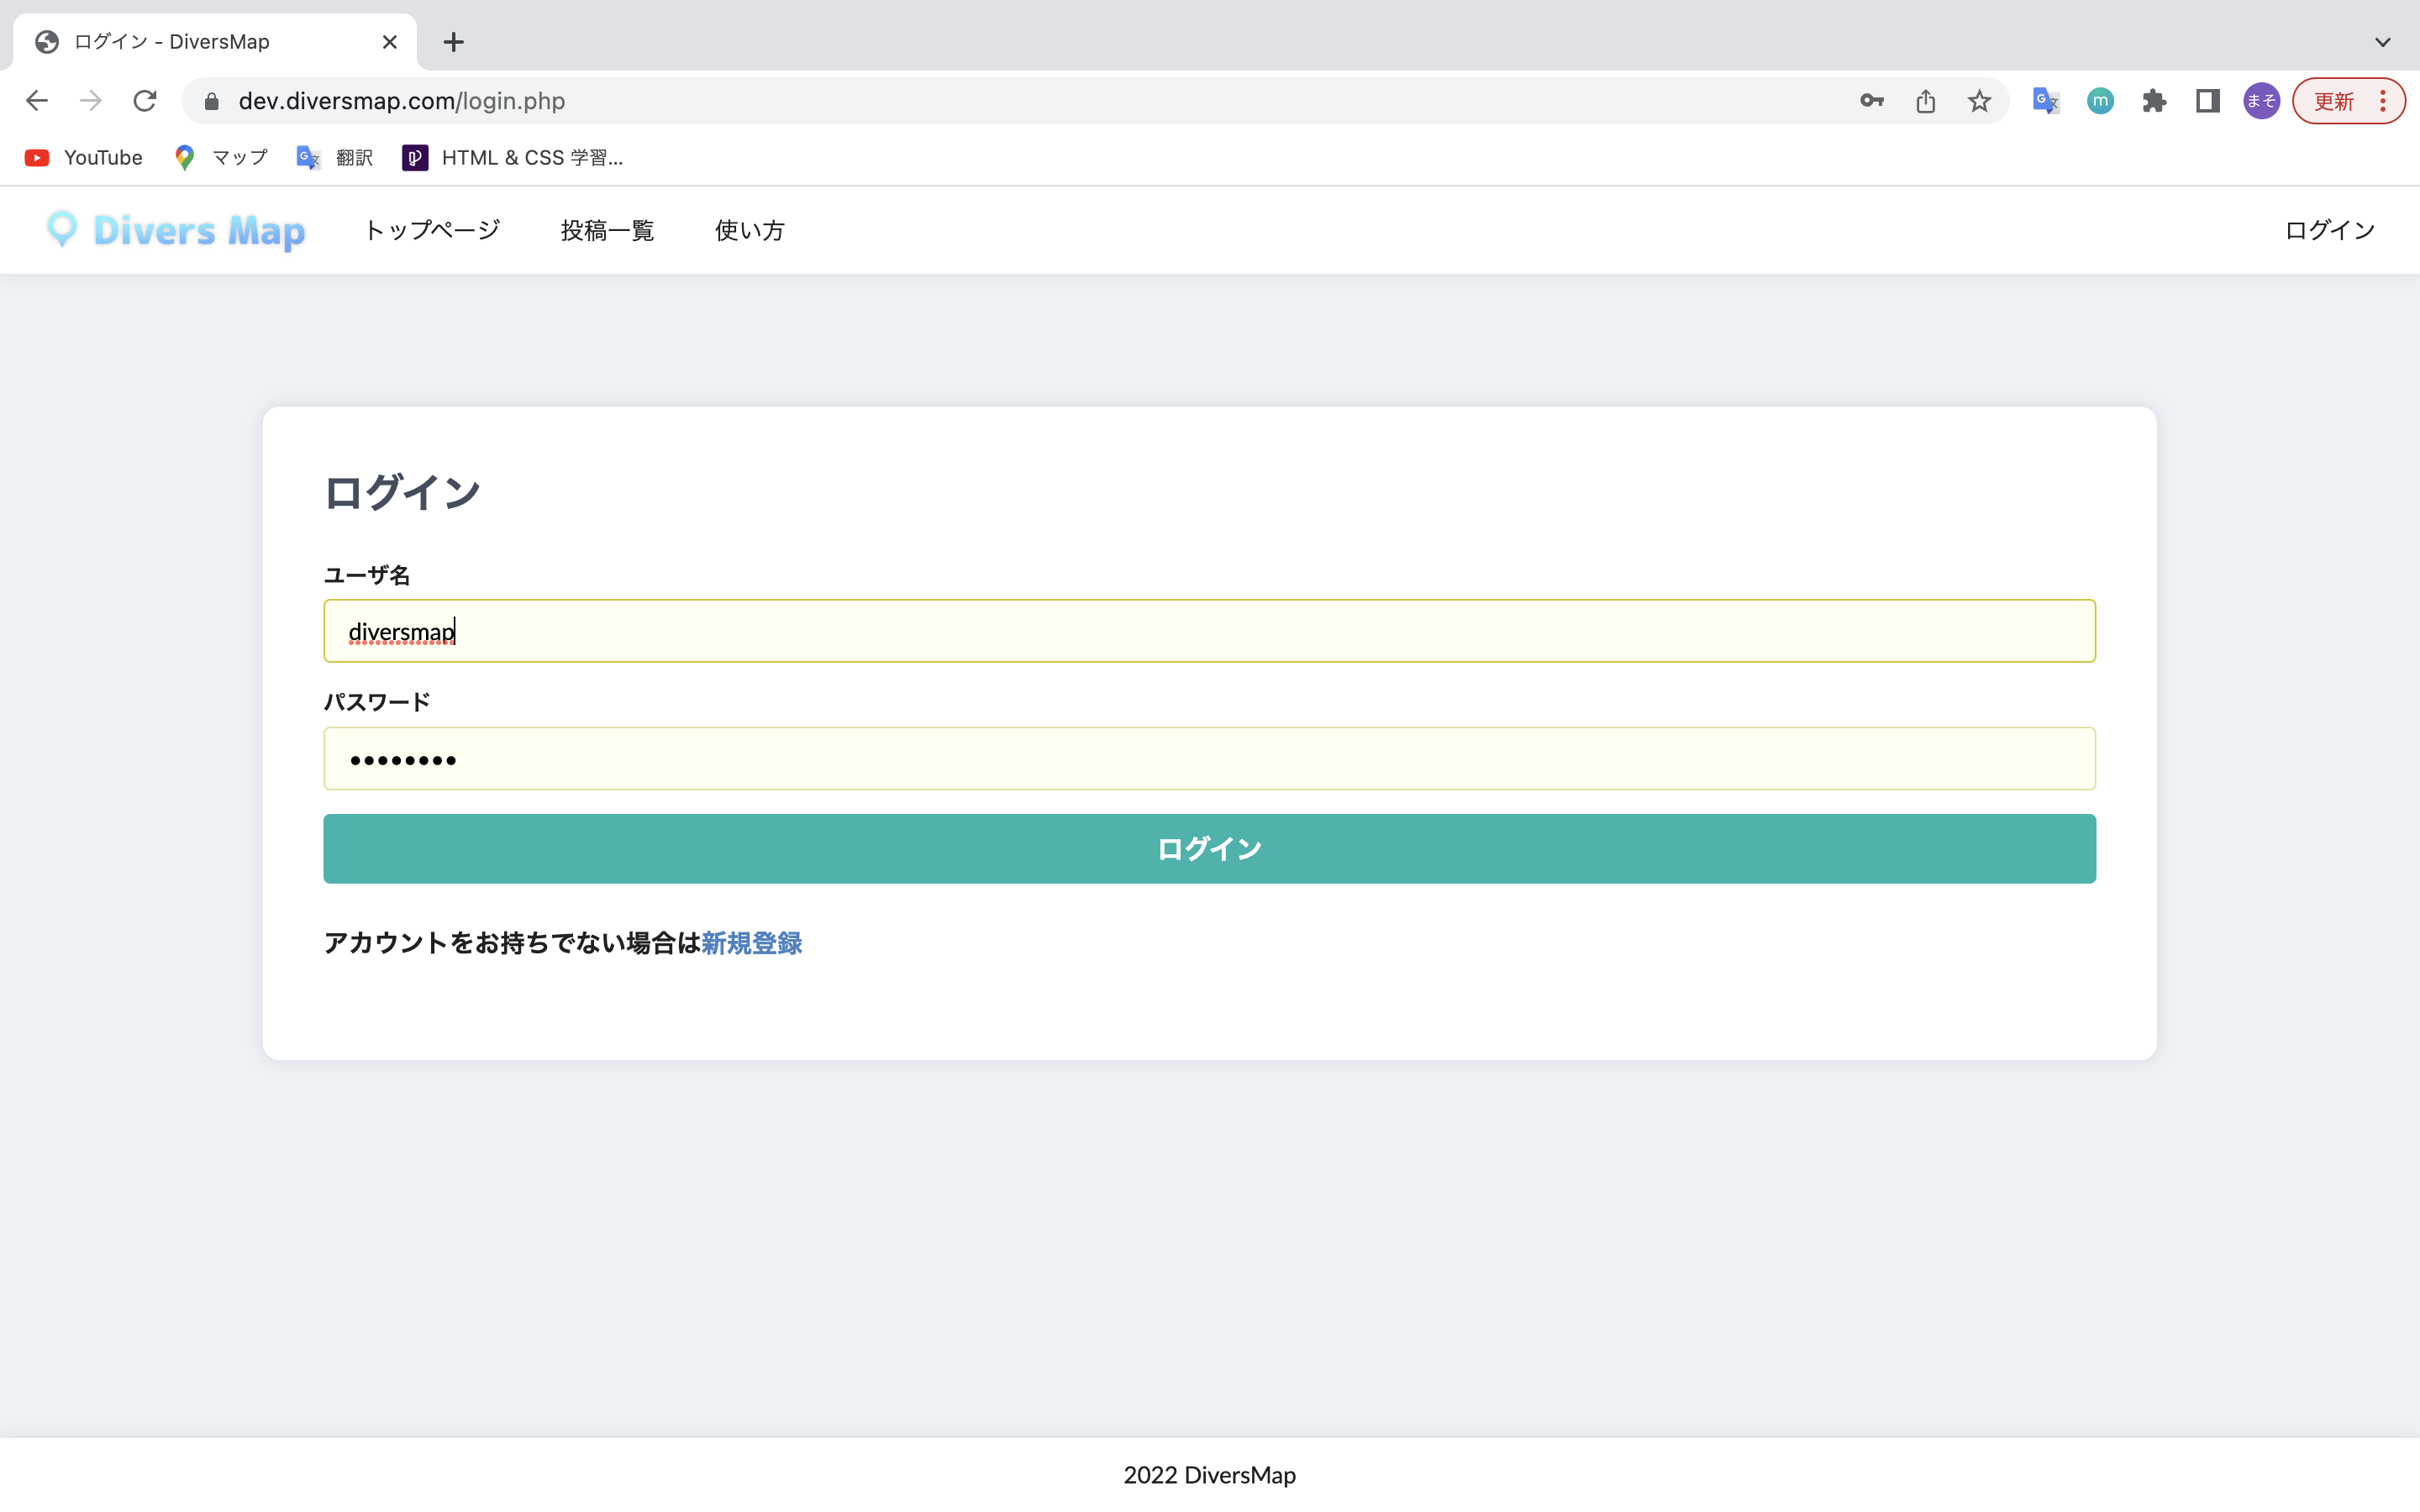 ログイン - DiversMap
dev.diversmap.com/login.php
m
まそ
更新
YouTube
マップ
翻訳
HTML & CSS 学習...
Divers Map
トップページ
投稿一覧
使い方
ログイン
ログイン
ユーザ名
diversmap
パスワード
••••••••
ログイン
アカウントをお持ちでない場合は新規登録
2022 DiversMap